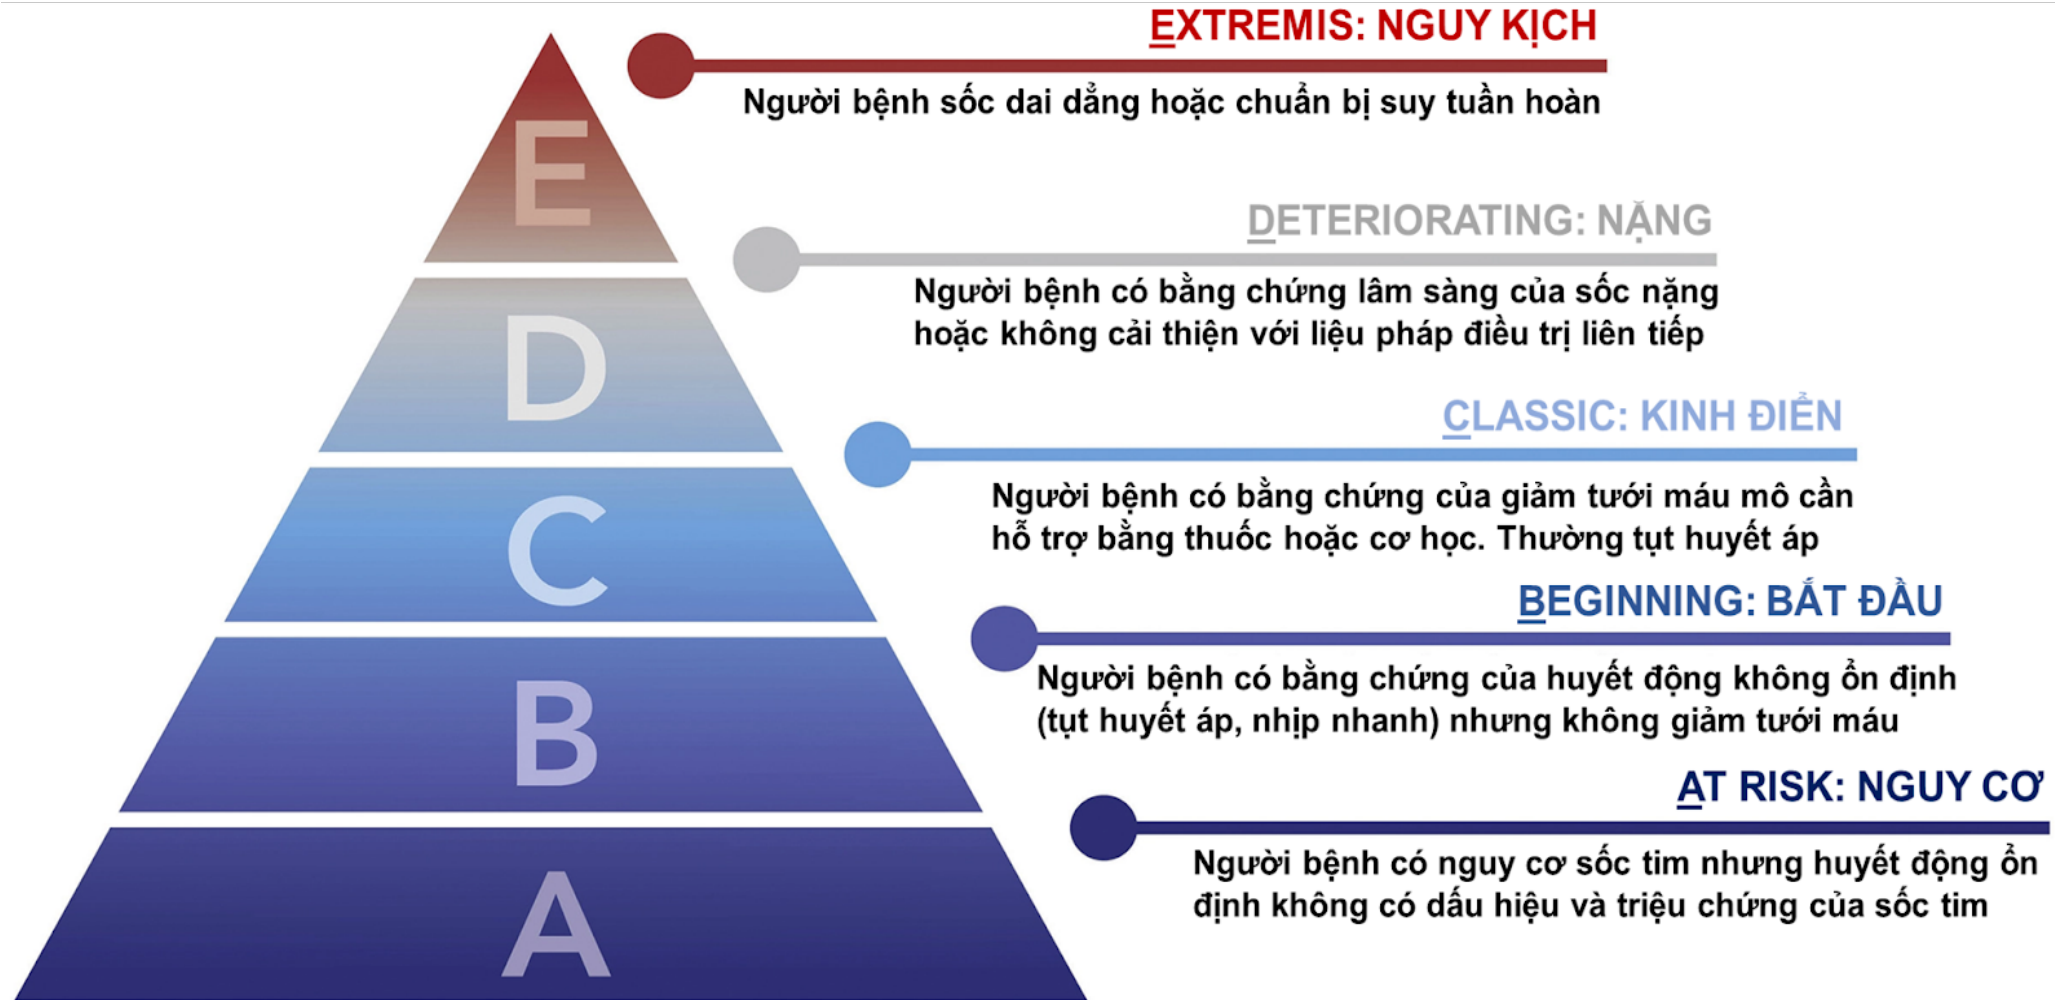 EXTREMIS: NGUY KỊCH
Người bệnh sốc dai dẳng hoặc chuẩn bị suy tuần hoàn
E
DETERIORATING: NẶNG
Người bệnh có bằng chứng lâm sàng của sốc nặng
hoặc không cải thiện với liệu pháp điều trị liên tiếp
D
CLASSIC: KINH ĐIỂN
Người bệnh có bằng chứng của giảm tưới máu mô cần
hỗ trợ bằng thuốc hoặc cơ học. Thường tụt huyết áp
C
BEGINNING: BẮT ĐẦU
Người bệnh có bằng chứng của huyết động không ổn định
(tụt huyết áp, nhịp nhanh) nhưng không giảm tưới máu
B
AT RISK: NGUY CƠ
Người bệnh có nguy cơ sốc tim nhưng huyết động ổn
định không có dấu hiệu và triệu chứng của sốc tim
A